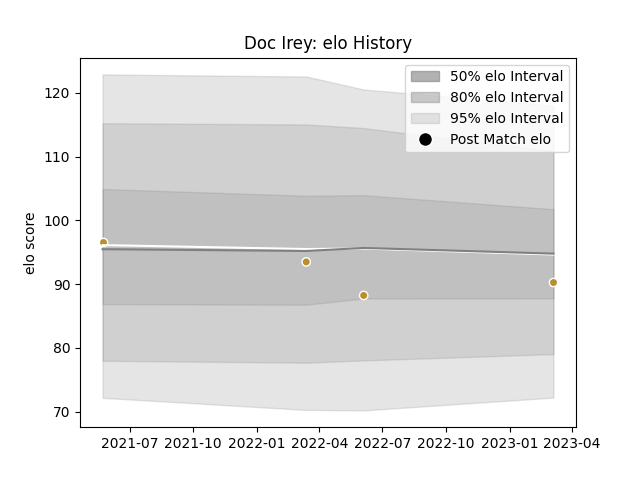 Doc Irey: elo History
50% elo Interval
80% elo Interval
95% elo Interval
Post Match elo
elo score
120
110
100
90
80
70
2021-07 2021-10 2022-01 2022-04 2022-07 2022-10 2023-01 2023-04